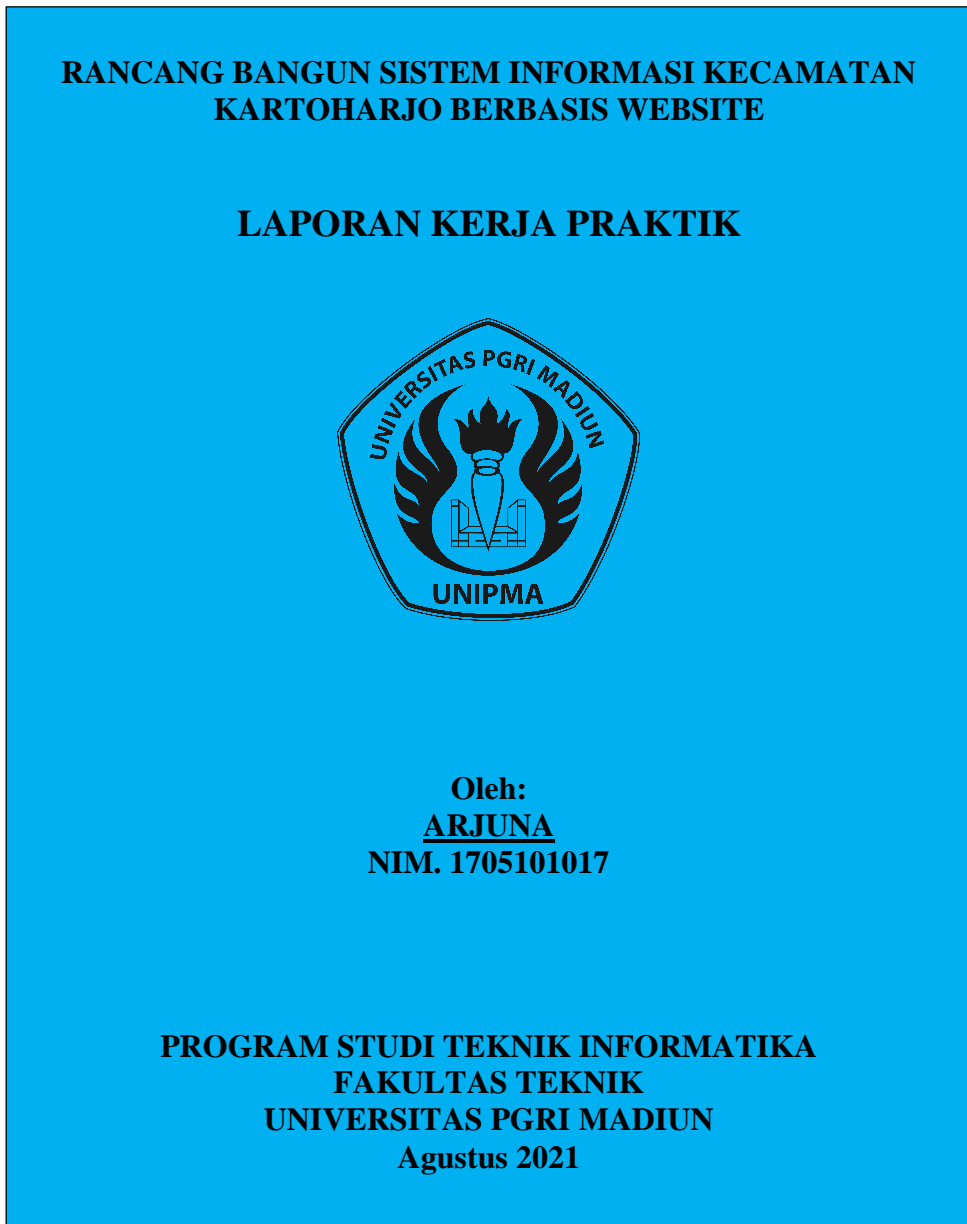 RANCANG BANGUN SISTEM INFORMASI KECAMATAN
KARTOHARJO BERBASIS WEBSITE
LAPORAN KERJA PRAKTIK
UNIVERSITAS PGRI MADIUN
UNIPMA
Oleh:
ARJUNA
NIM. 1705101017
PROGRAM STUDI TEKNIK INFORMATIKA
FAKULTAS TEKNIK
UNIVERSITAS PGRI MADIUN
Agustus 2021